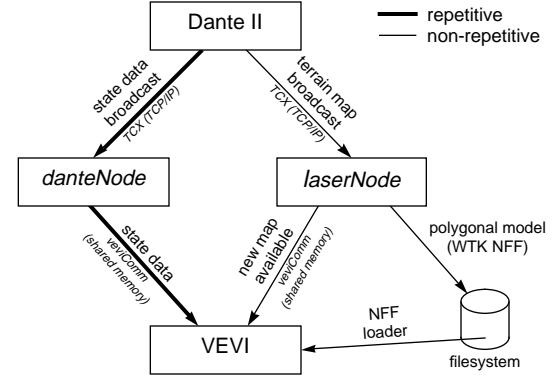 Dante II
repetitive
non-repetitive
state data
broadcast
TCX (TCP/IP)
terrain map
broadcast
TCX (TCP/IP)
danteNode
laserNode
state data
veviComm
(shared memory)
new map
available
veviComm
(shared memory)
polygonal model
(WTK NFF)
NFF
loader
VEVI
filesystem